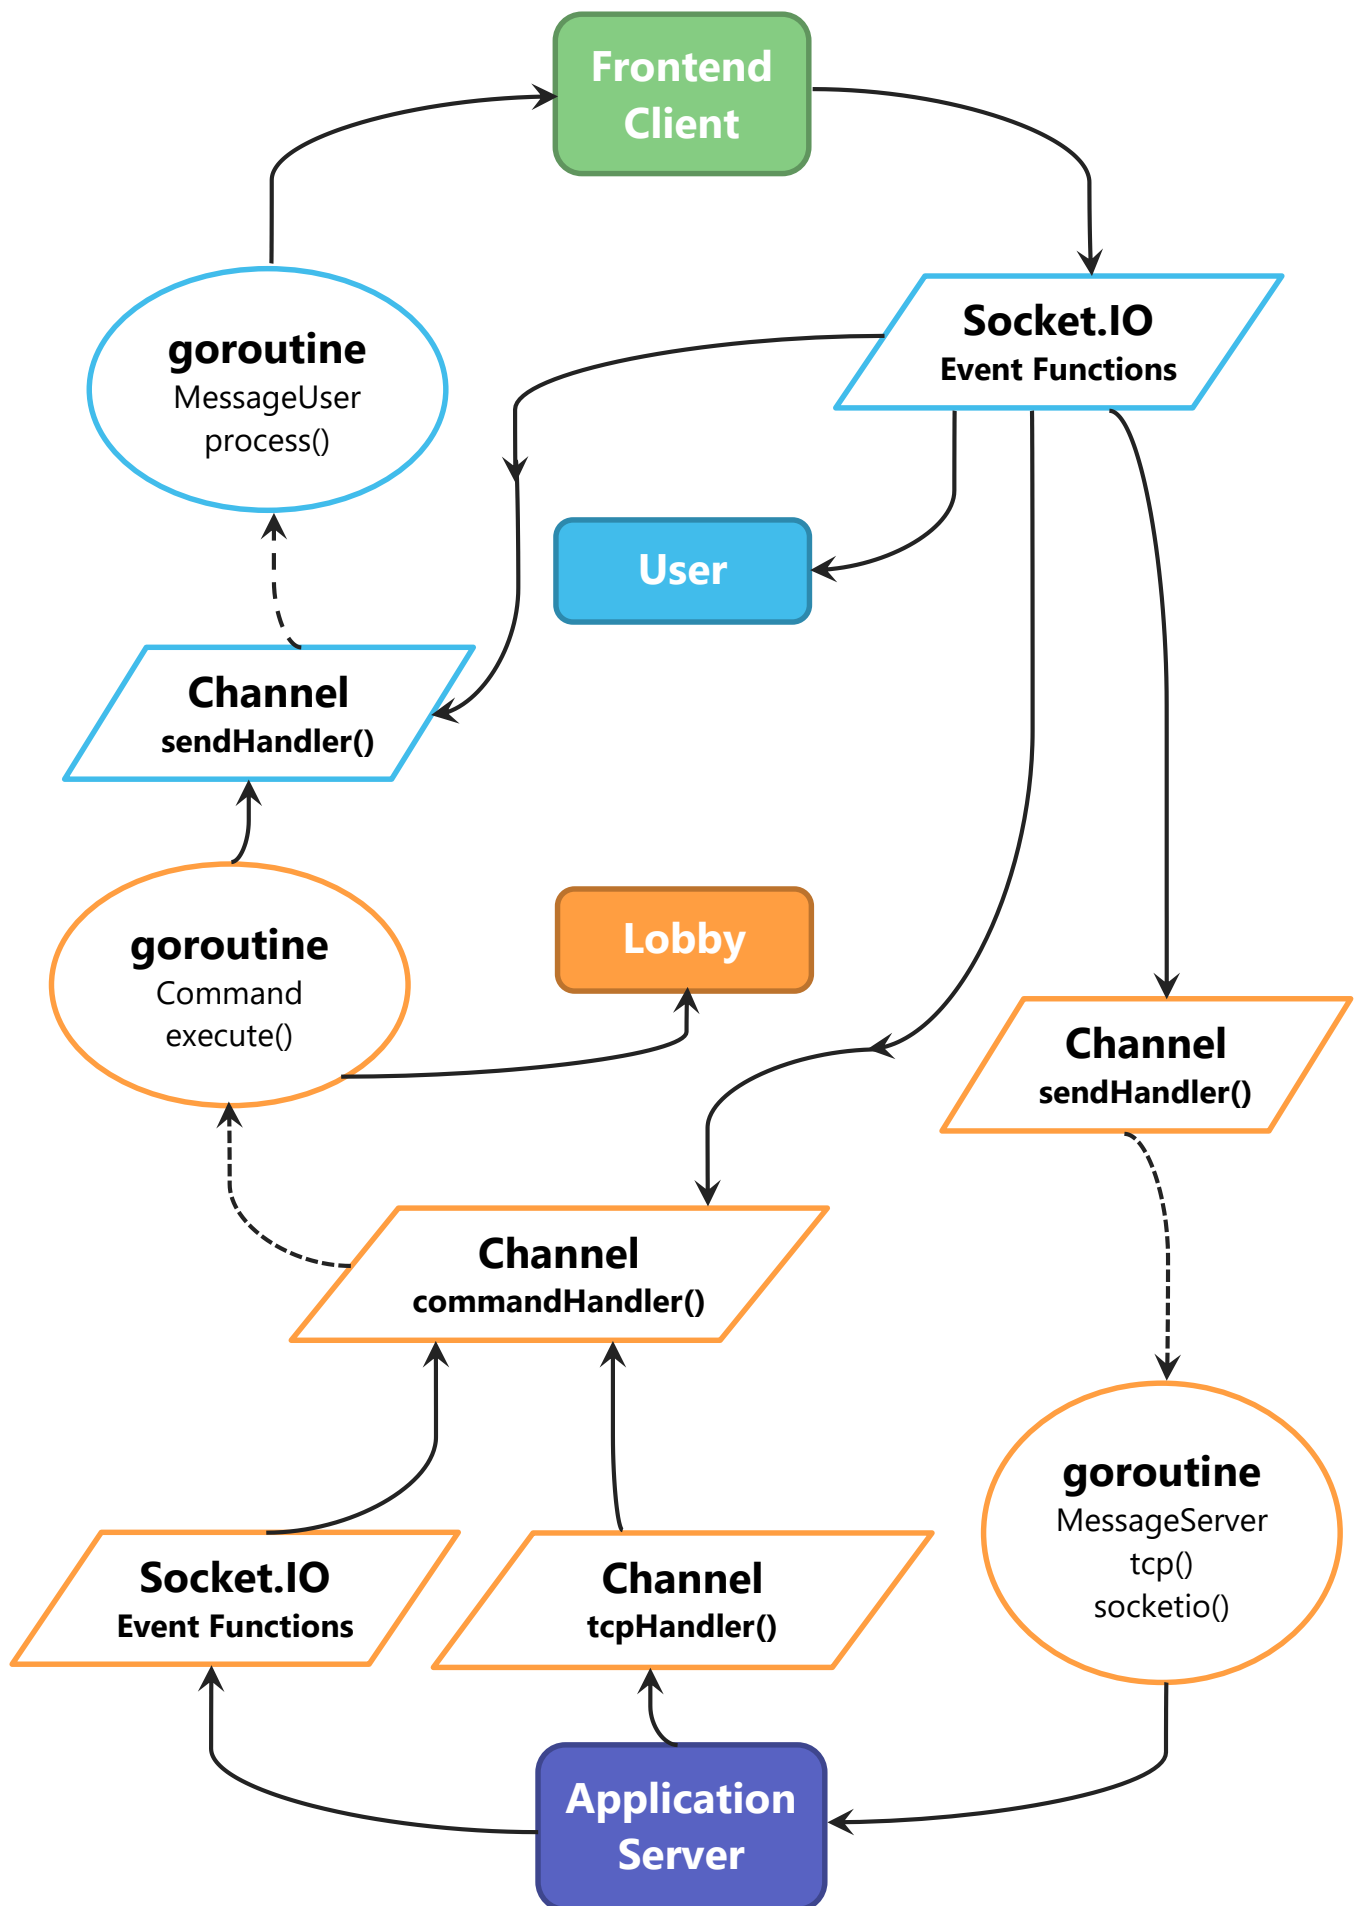 Frontend
Client
Socket.IO
Event Functions
goroutine
MessageUser
process()
User
Channel
sendHandler()
goroutine
Command
execute()
Lobby
Channel
sendHandler()
Channel
commandHandler()
goroutine
MessageServer
tcp()
socketio()
Socket.IO
Event Functions
Channel
tcpHandler()
Application
Server